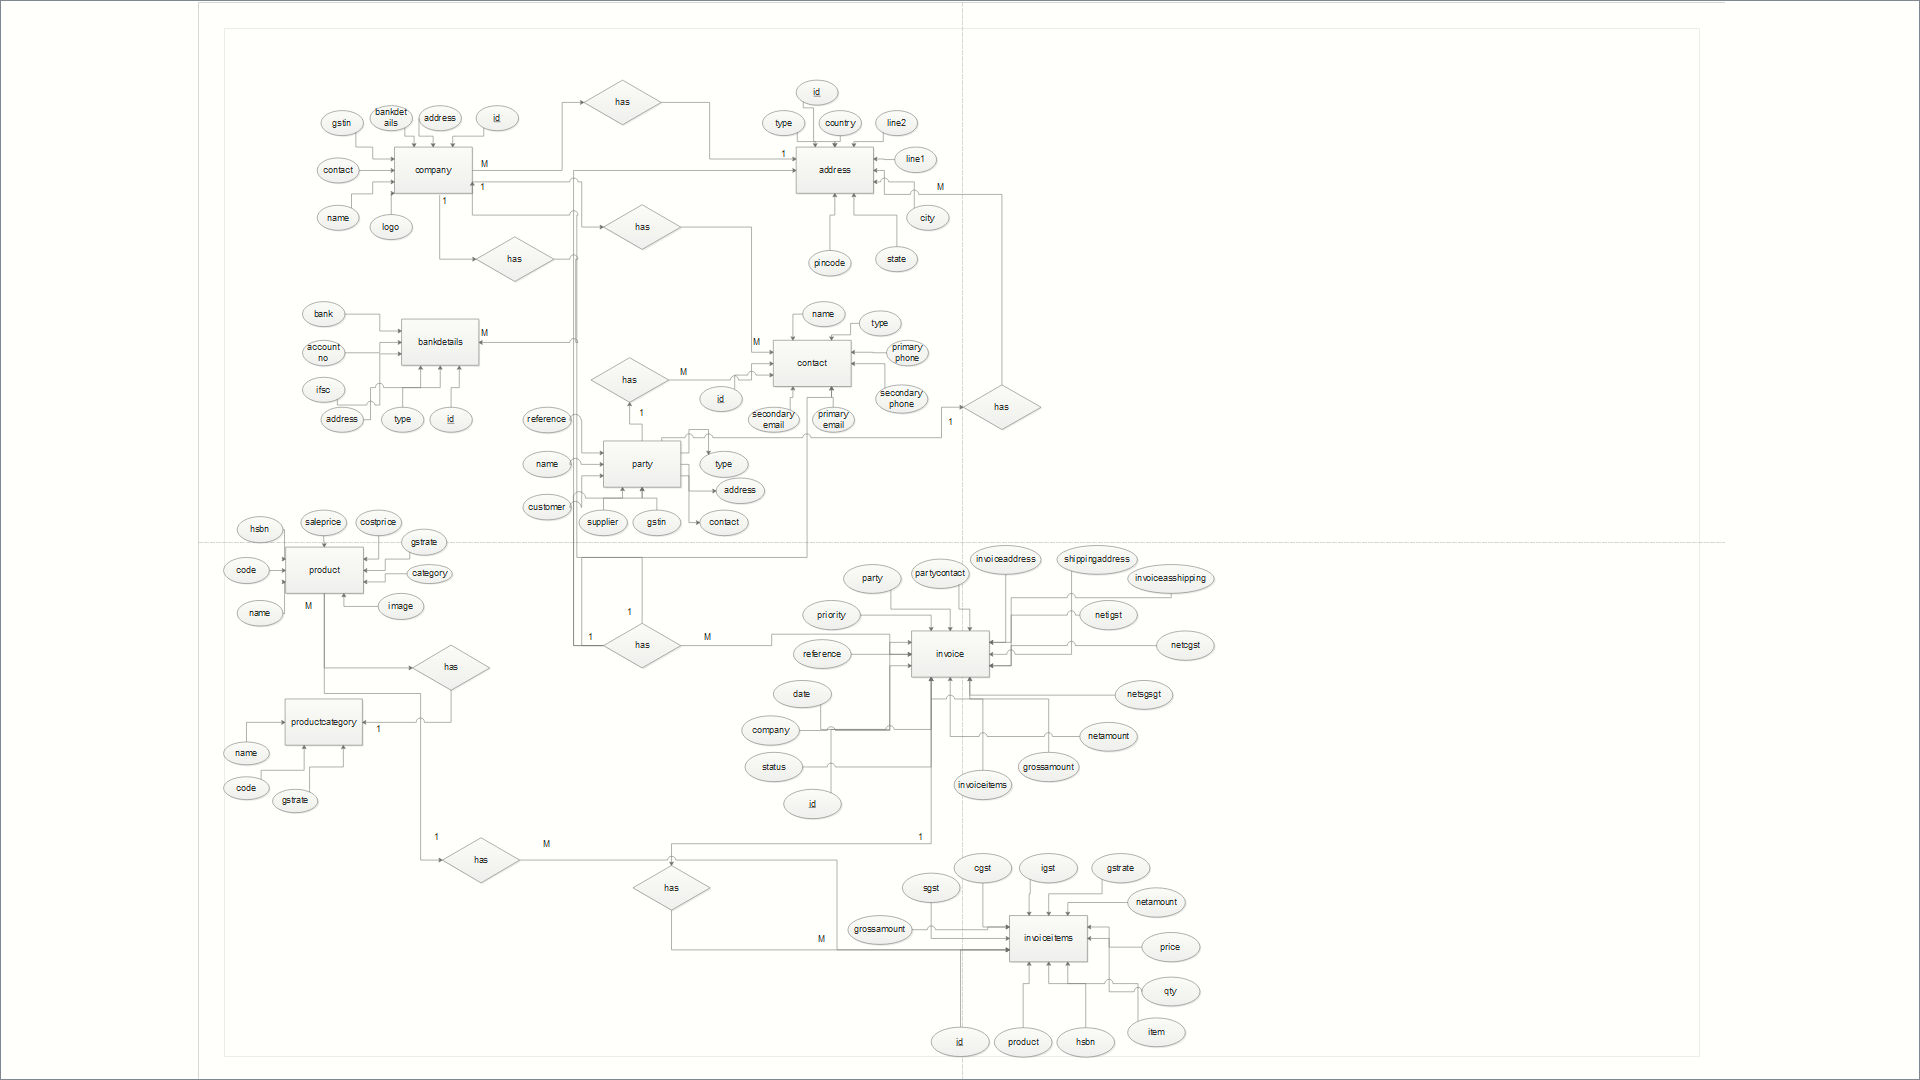 id
has
gstin
bankdet
ails
address
id
type
country
line2
1
line1
M
contact
company
address
1
M
1
name
logo
has
city
has
pincode
state
bank
name
type
bankdetails
M
M
account
no
primary
phone
contact
has
M
ifsc
id
secondary
phone
address
type
id
reference
1
secondary
email
primary
email
has
1
name
party
type
address
customer
supplier
gstin
contact
hsbn
saleprice
costprice
gstrate
code
product
category
M
image
name
party
partycontact
invoiceaddress
shippingaddress
invoiceasshipping
priority
netigst
1
1
has
M
reference
invoice
netcgst
has
date
netsgsgt
productcategory
1
company
netamount
name
status
grossamount
code
gstrate
id
invoiceitems
1
M
1
has
has
cgst
igst
gstrate
sgst
netamount
grossamount
M
invoiceitems
price
qty
id
product
hsbn
item